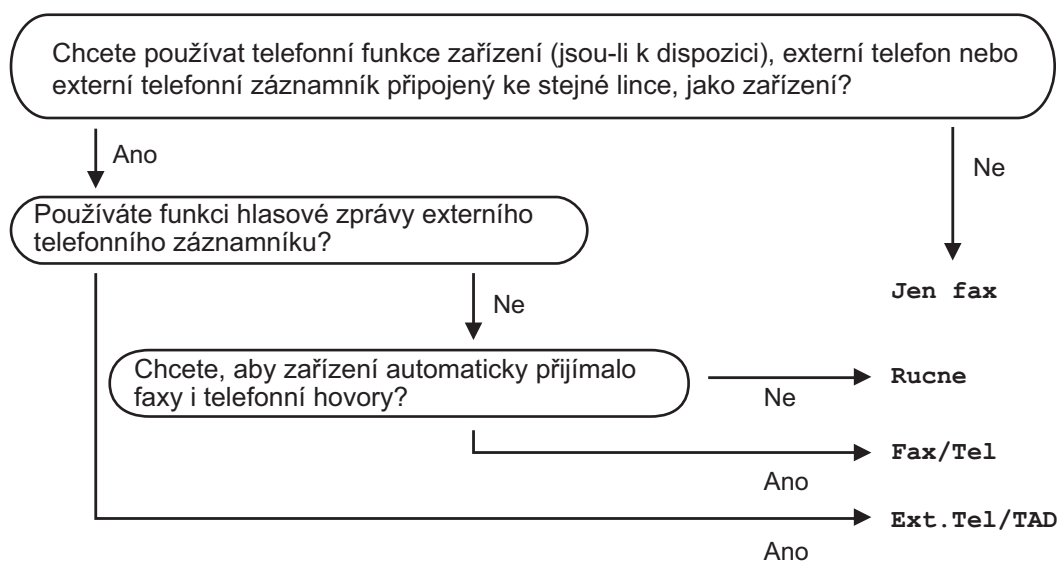 Chcete používat telefonní funkce zařízení (jsou-li k dispozici), externí telefon nebo
externí telefonní záznamník připojený ke stejné lince, jako zařízení?
Ano
Ne
Používáte funkci hlasové zprávy externího
telefonního záznamníku?
Jen fax
Ne
Chcete, aby zařízení automaticky přijímalo
faxy i telefonní hovory?
Ne
Rucne
Fax/Tel
Ano
Ext.Tel/TAD
Ano